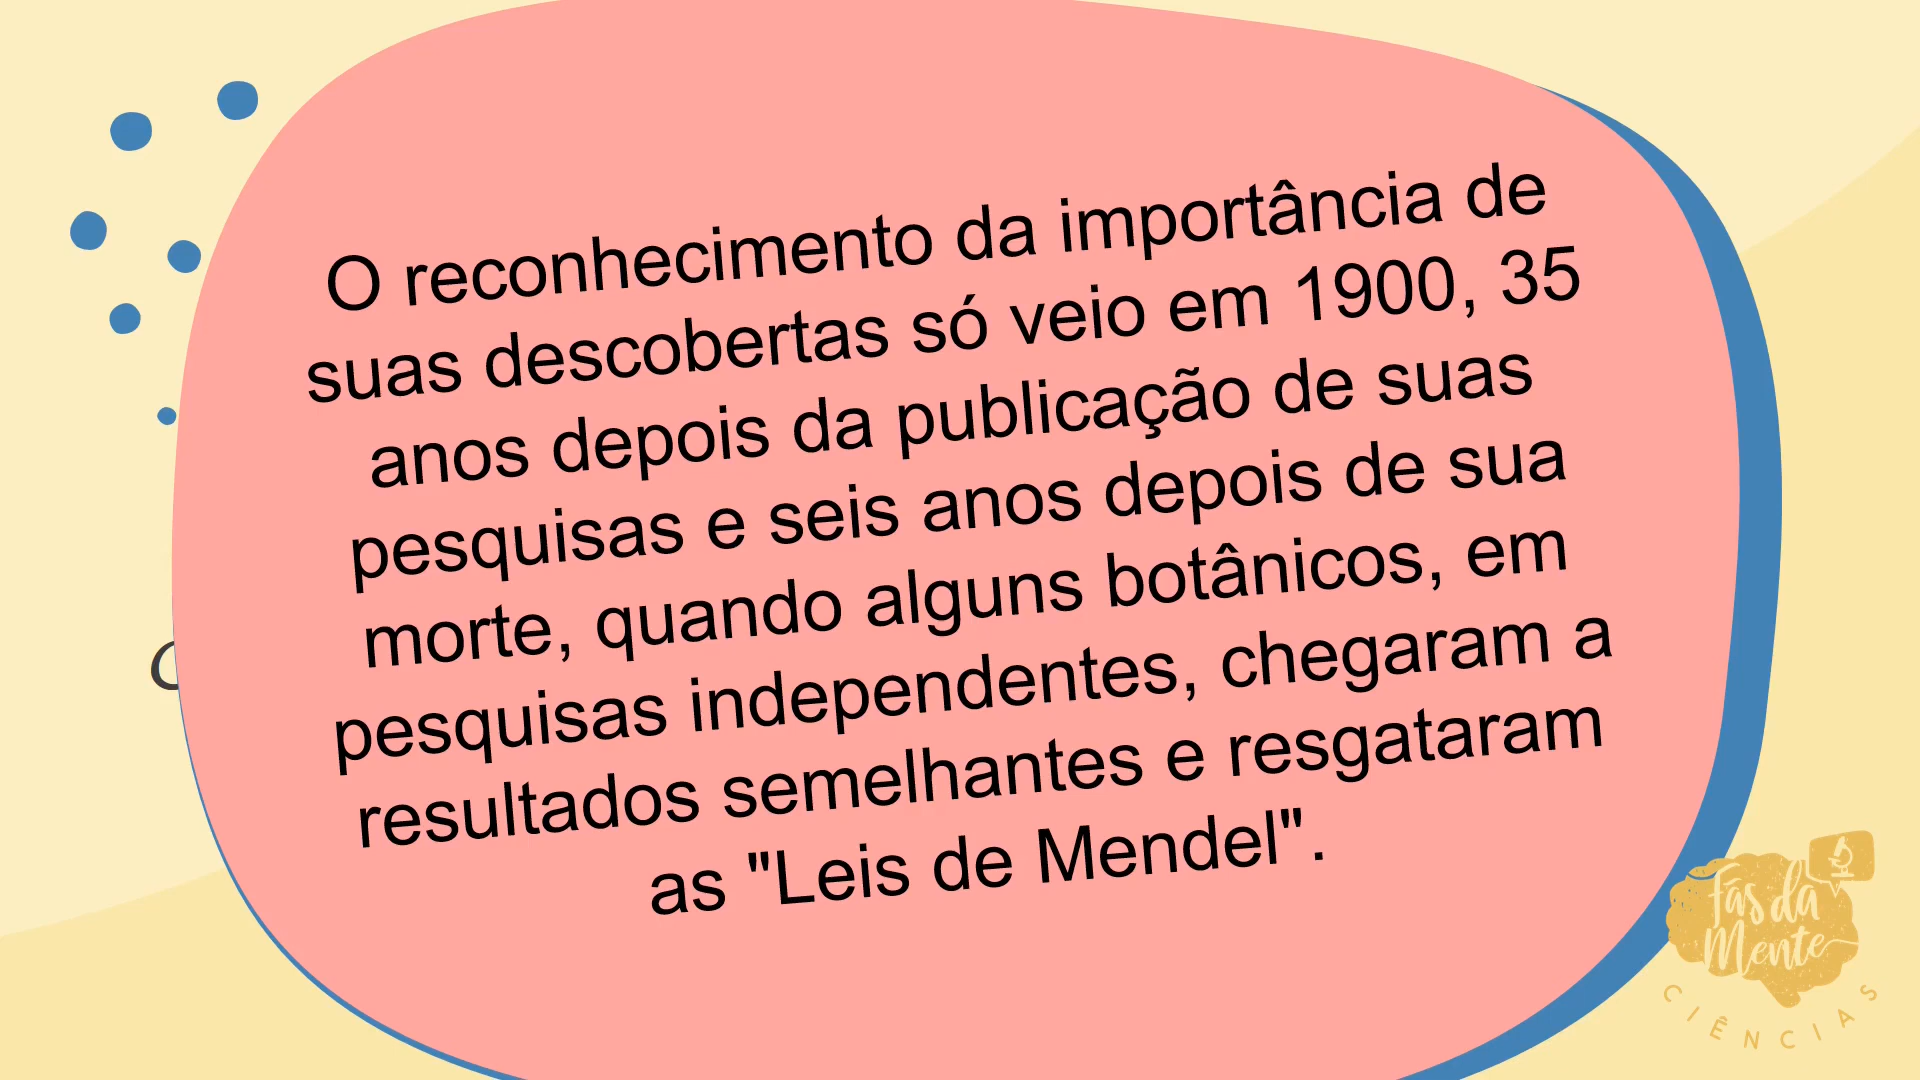 O reconhecimento da importância de
suas descobertas só veio em 1900, 35
anos depois da publicação de suas
pesquisas e seis anos depois de sua
morte, quando alguns botânicos, em
pesquisas independentes, chegaram a
resultados semelhantes e resgataram
as "Leis de Mendel".
Fãs da
Mente
CIÊNCIAS